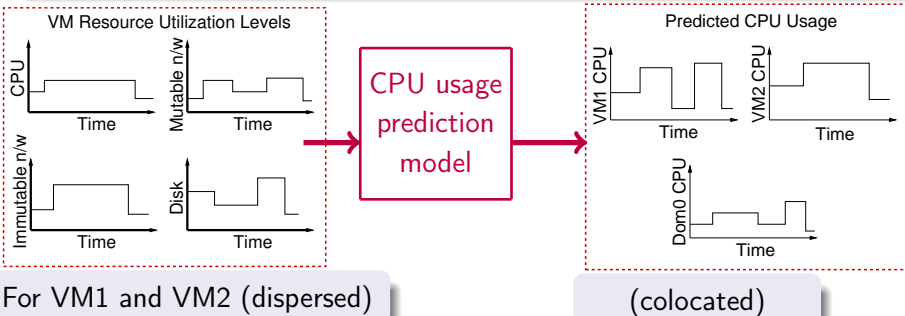 VM Resource Utilization Levels
CPU
Time
Mutable n/w
Time
Immutable n/w
Time
Disk
Time
CPU usage
prediction
model
Predicted CPU Usage
VM1 CPU
Time
VM2 CPU
Time
Dom0 CPU
Time
For VM1 and VM2 (dispersed)
(colocated)